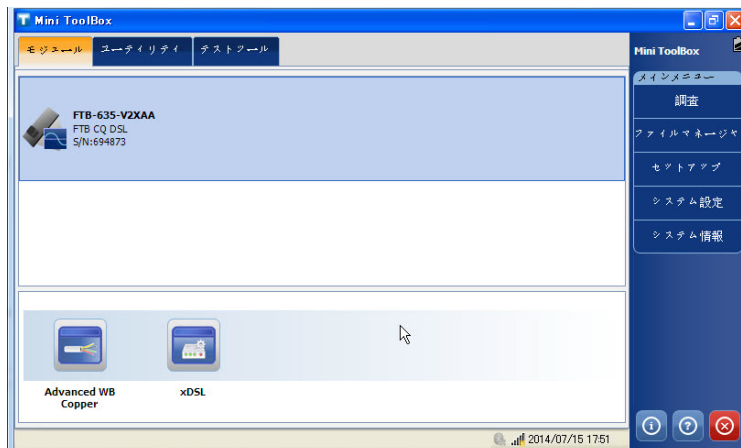 Mini ToolBox
モジュール ユーティリティ テストツール
FTB-635-V2XAA
FTB CQ DSL
S/N:694873
Advanced WB
Copper
xDSL
2014/07/15 17:51
Mini ToolBox
メインメニュー
調査
ファイルマネージャ
セットアップ
システム設定
システム情報